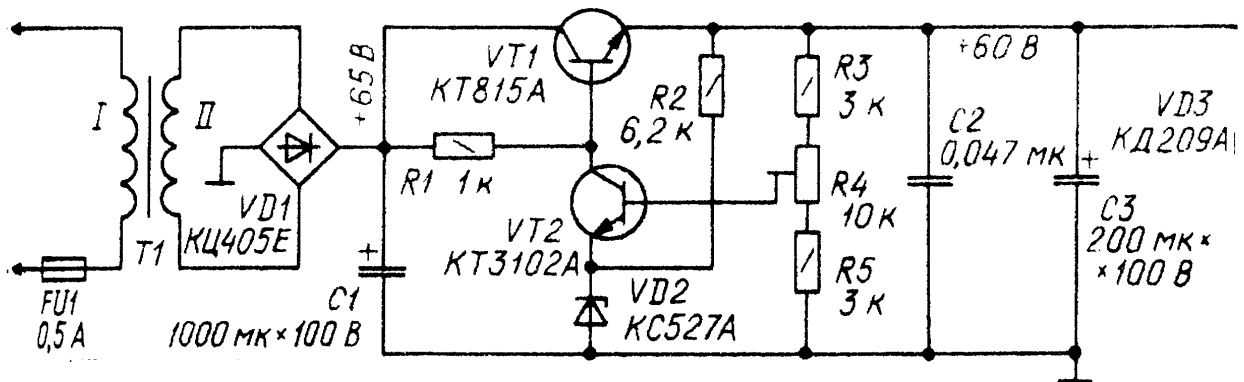 I
II
T1
FU1
0,5 А
VD1
КЦ405Е
+65 В
C1
1000 мк × 100 В
R1 1 к
VT1
КТ815А
VT2
КТ3102А
VD2
КС527А
R2
6,2 к
R3
3 к
R4
10 к
R5
3 к
C2
0,047 мк
+60 В
+
+
C3
200 мк ×
× 100 В
VD3
КД209А